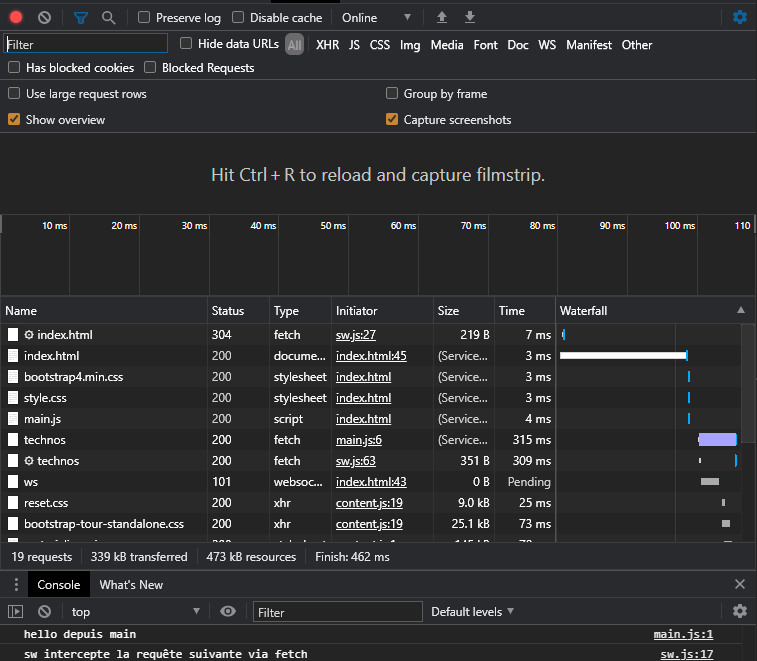 Preserve log Disable cache Online
Filter Hide data URLs All XHR JS CSS Img Media Font Doc WS Manifest Other
Has blocked cookies Blocked Requests
Use large request rows Group by frame
Show overview Capture screenshots
Hit Ctrl + R to reload and capture filmstrip.
10 ms 20 ms 30 ms 40 ms 50 ms 60 ms 70 ms 80 ms 90 ms 100 ms 110
Name Status Type Initiator Size Time Waterfall
index.html 304 fetch sw.js:27 219 B 7 ms
index.html 200 docume... index.html:45 (Service... 3 ms
bootstrap4.min.css 200 stylesheet index.html (Service... 3 ms
style.css 200 stylesheet index.html (Service... 3 ms
main.js 200 script index.html (Service... 4 ms
technos 200 fetch main.js:6 (Service... 315 ms
technos 200 fetch sw.js:63 351 B 309 ms
ws 101 websoc... index.html:43 0 B Pending
reset.css 200 xhr content.js:19 9.0 kB 25 ms
bootstrap-tour-standalone.css 200 xhr content.js:19 25.1 kB 73 ms
19 requests 339 kB transferred 473 kB resources Finish: 462 ms
Console What's New
top Filter Default levels
hello depuis main main.js:1
sw intercepte la requête suivante via fetch sw.js:17